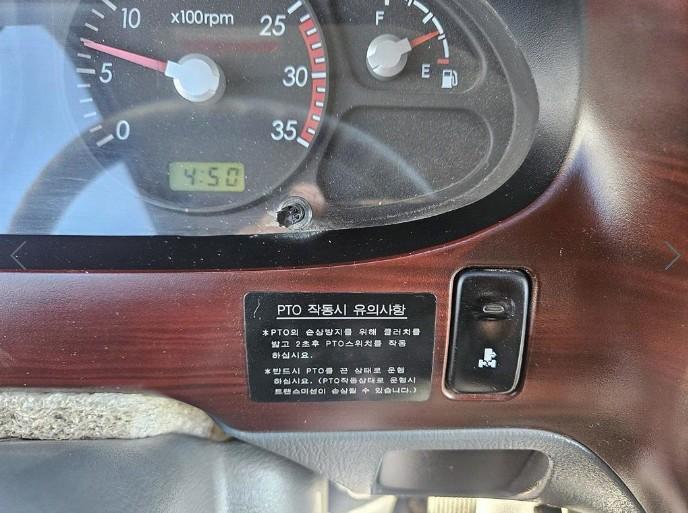 10
x100rpm
25
F
5
30
E
0
35
4:50
PTO 작동시 유의사항
*PTO의 손상방지를 위해 클러치를
밟고 2초후 PTO스위치를 작동
하십시요.
*반드시 PTO를 끈 상태로 운행
하십시요. (PTO작동상태로 운행시
트랜스미션이 손상될 수 있습니다.)